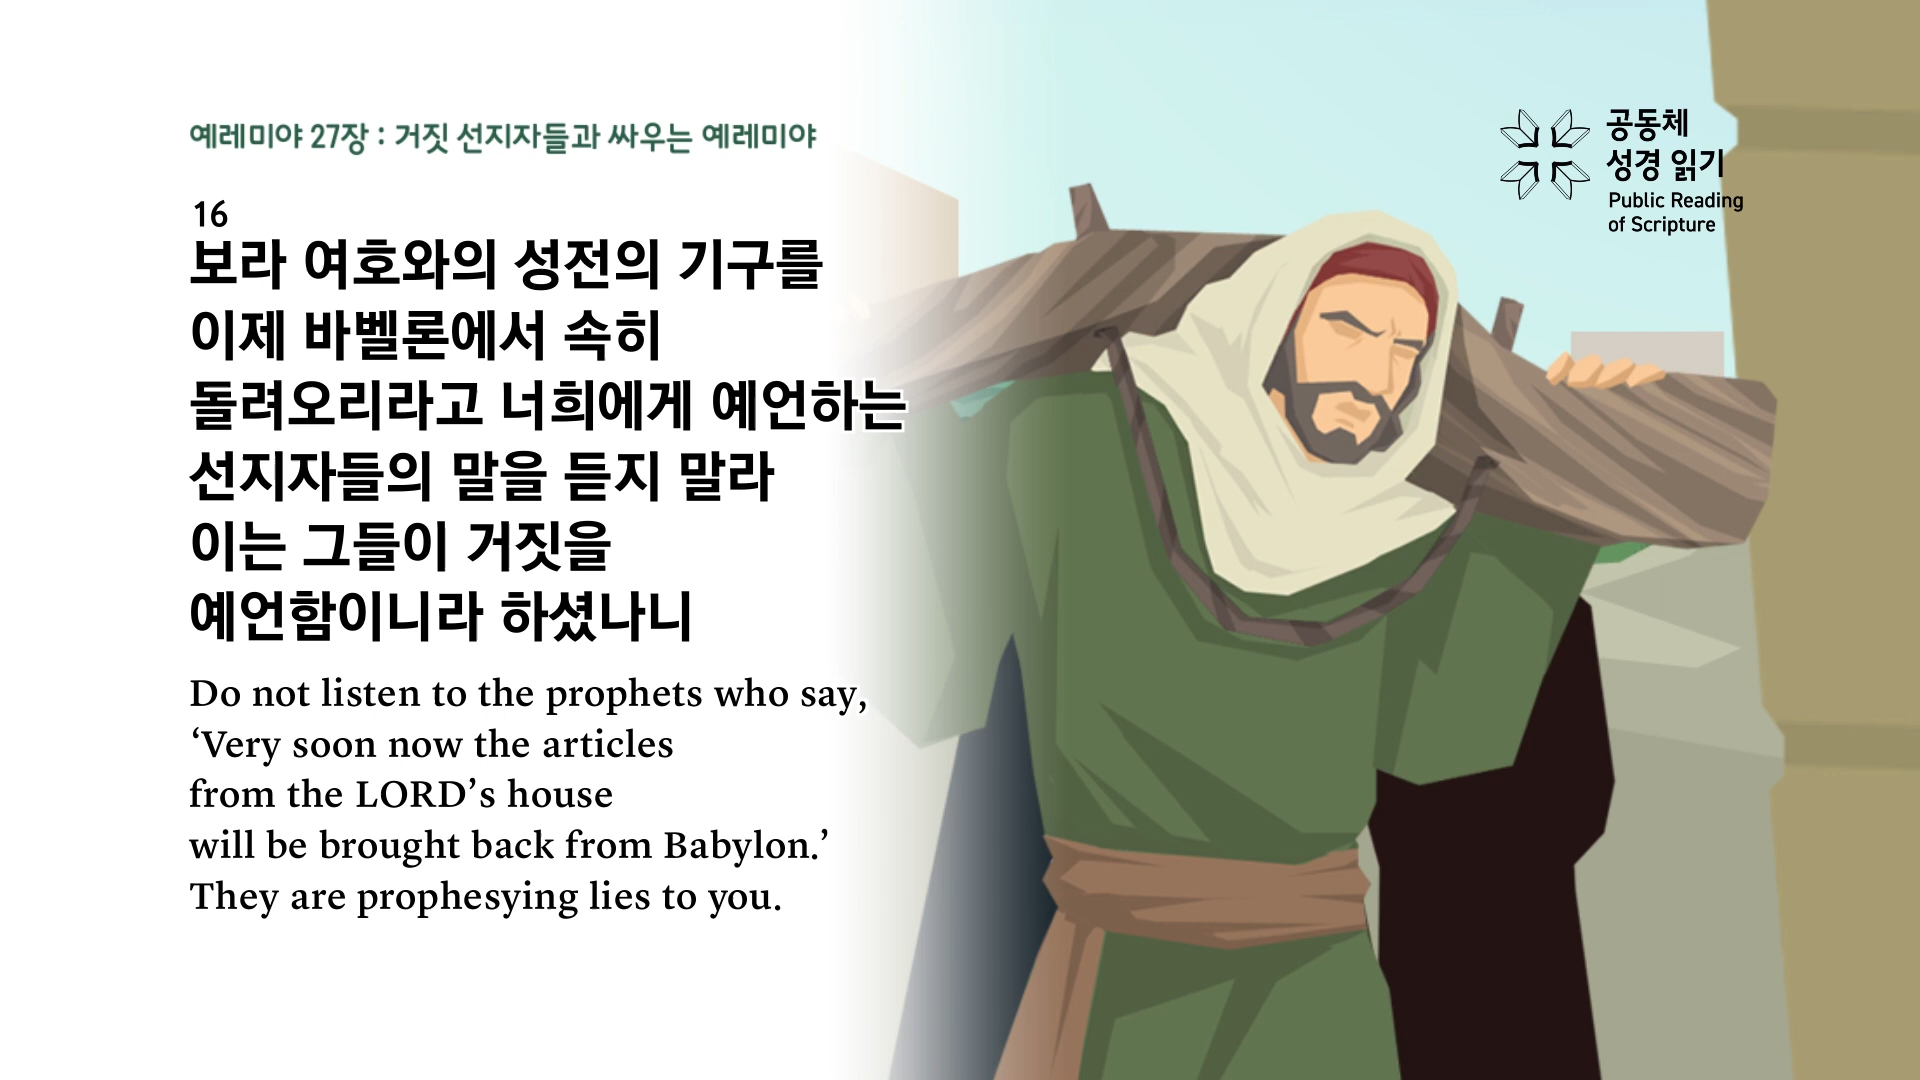 예레미야 27장 : 거짓 선지자들과 싸우는 예레미야
16
보라 여호와의 성전의 기구를
이제 바벨론에서 속히
돌려오리라고 너희에게 예언하는
선지자들의 말을 듣지 말라
이는 그들이 거짓을
예언함이니라 하셨나니
Do not listen to the prophets who say,
‘Very soon now the articles
from the LORD’s house
will be brought back from Babylon.’
They are prophesying lies to you.
공동체
성경 읽기
Public Reading
of Scripture